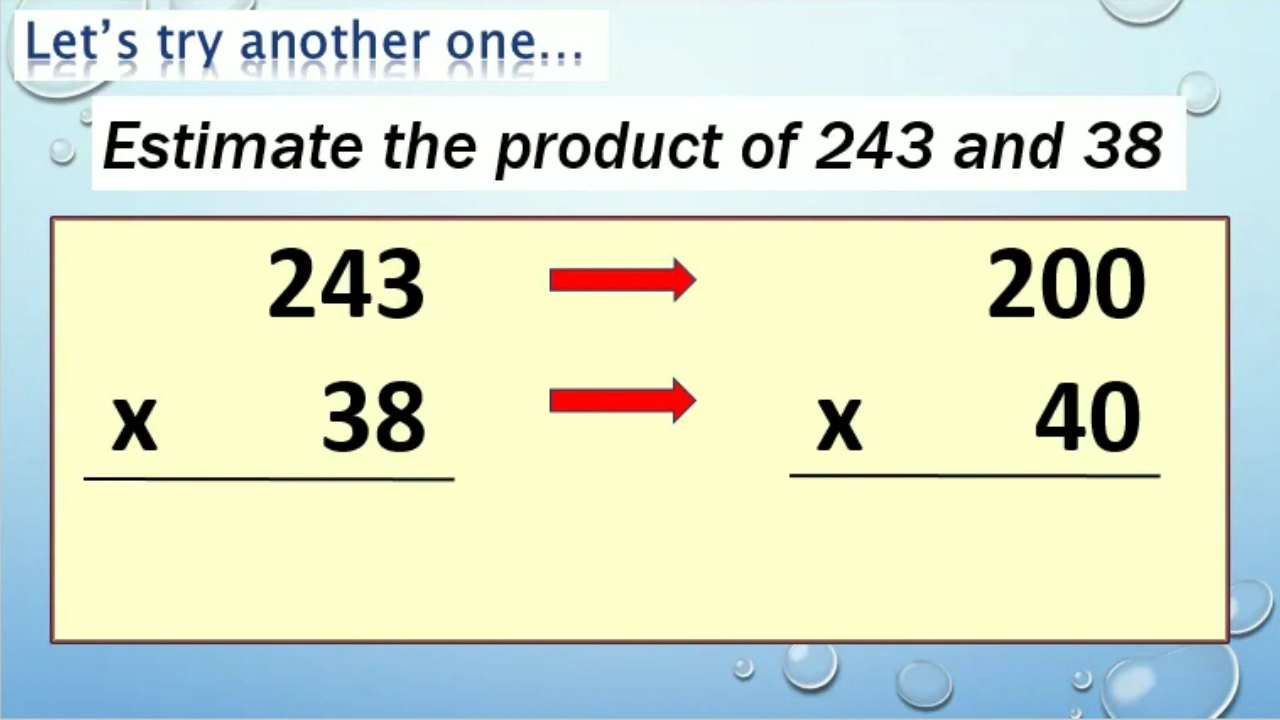 Let's try another one...
Estimate the product of 243 and 38
243 200
x 38 x 40